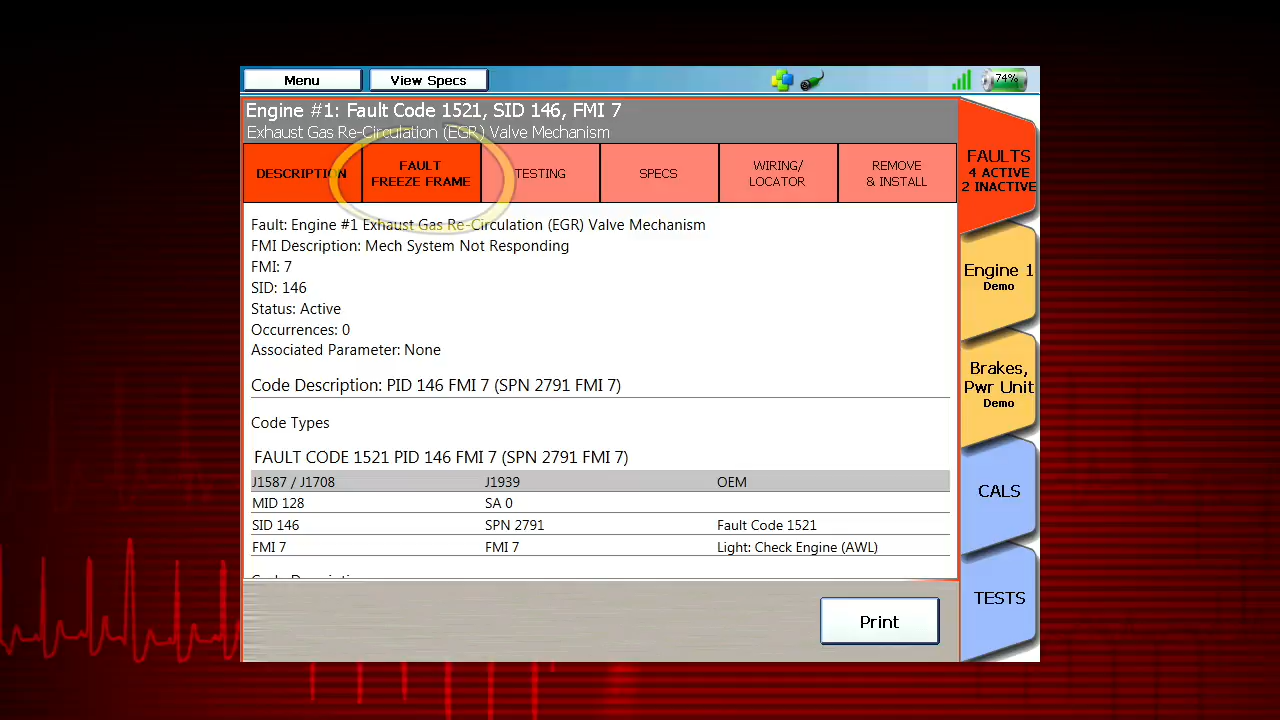 Menu View Specs 74%
Engine #1: Fault Code 1521, SID 146, FMI 7
Exhaust Gas Re-Circulation (EGR) Valve Mechanism
DESCRIPTION
FAULT
FREEZE FRAME
TESTING
SPECS
WIRING/
LOCATOR
REMOVE
& INSTALL
Fault: Engine #1 Exhaust Gas Re-Circulation (EGR) Valve Mechanism
FMI Description: Mech System Not Responding
FMI: 7
SID: 146
Status: Active
Occurrences: 0
Associated Parameter: None
Code Description: PID 146 FMI 7 (SPN 2791 FMI 7)
Code Types
FAULT CODE 1521 PID 146 FMI 7 (SPN 2791 FMI 7)
J1587 / J1708 J1939 OEM
MID 128 SA 0
SID 146 SPN 2791 Fault Code 1521
FMI 7 FMI 7 Light: Check Engine (AWL)
Print
FAULTS
4 ACTIVE
2 INACTIVE
Engine 1
Demo
Brakes,
Pwr Unit
Demo
CALS
TESTS